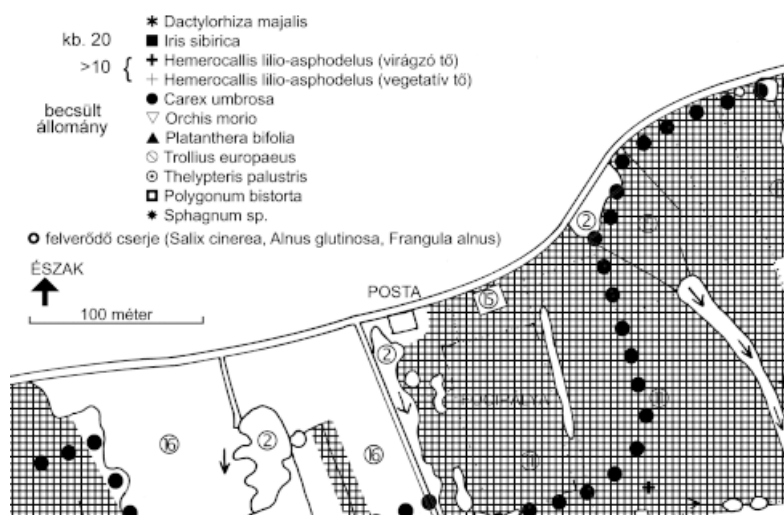 Dactylorhiza majalis
kb. 20 Iris sibirica
>10 { Hemerocallis lilio-asphodelus (virágzó tő)
Hemerocallis lilio-asphodelus (vegetatív tő)
becsült állomány
Carex umbrosa
Orchis morio
Platanthera bifolia
Trollius europaeus
Thelypteris palustris
Polygonum bistorta
Sphagnum sp.
felverődő cserje (Salix cinerea, Alnus glutinosa, Frangula alnus)
ÉSZAK
100 méter
POSTA
2
15
2
16
2
16